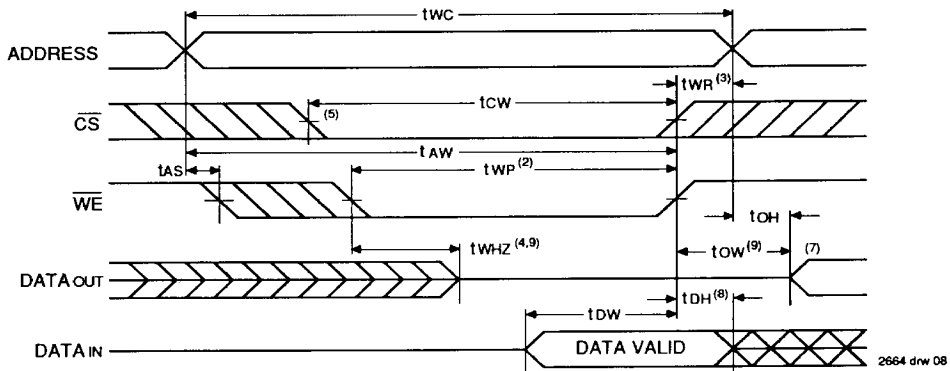 tWC
ADDRESS
tWR (3)
tCW
CS
(5)
tAW
tAS
tWP (2)
WE
tOH
tWHZ (4,9)
tOW (9)
(7)
DATA OUT
tDH (8)
tDW
DATA IN
DATA VALID
2664 drw 08